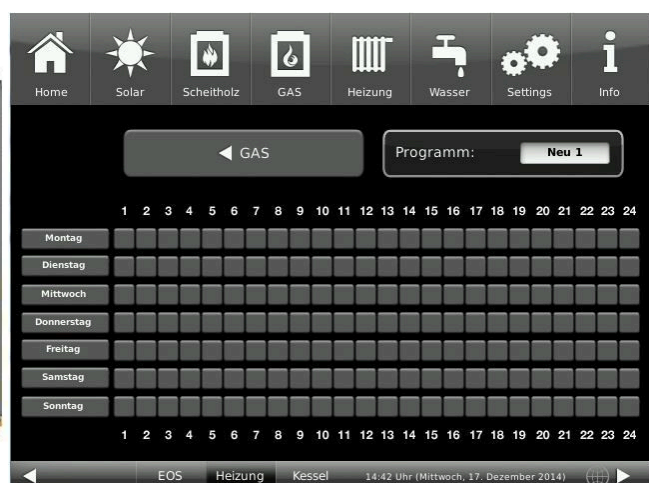 Home Solar Scheitholz GAS Heizung Wasser Settings Info
GAS Programm: Neu 1
1 2 3 4 5 6 7 8 9 10 11 12 13 14 15 16 17 18 19 20 21 22 23 24
Montag
Dienstag
Mittwoch
Donnerstag
Freitag
Samstag
Sonntag
1 2 3 4 5 6 7 8 9 10 11 12 13 14 15 16 17 18 19 20 21 22 23 24
EOS Heizung Kessel 14:42 Uhr (Mittwoch, 17. Dezember 2014)